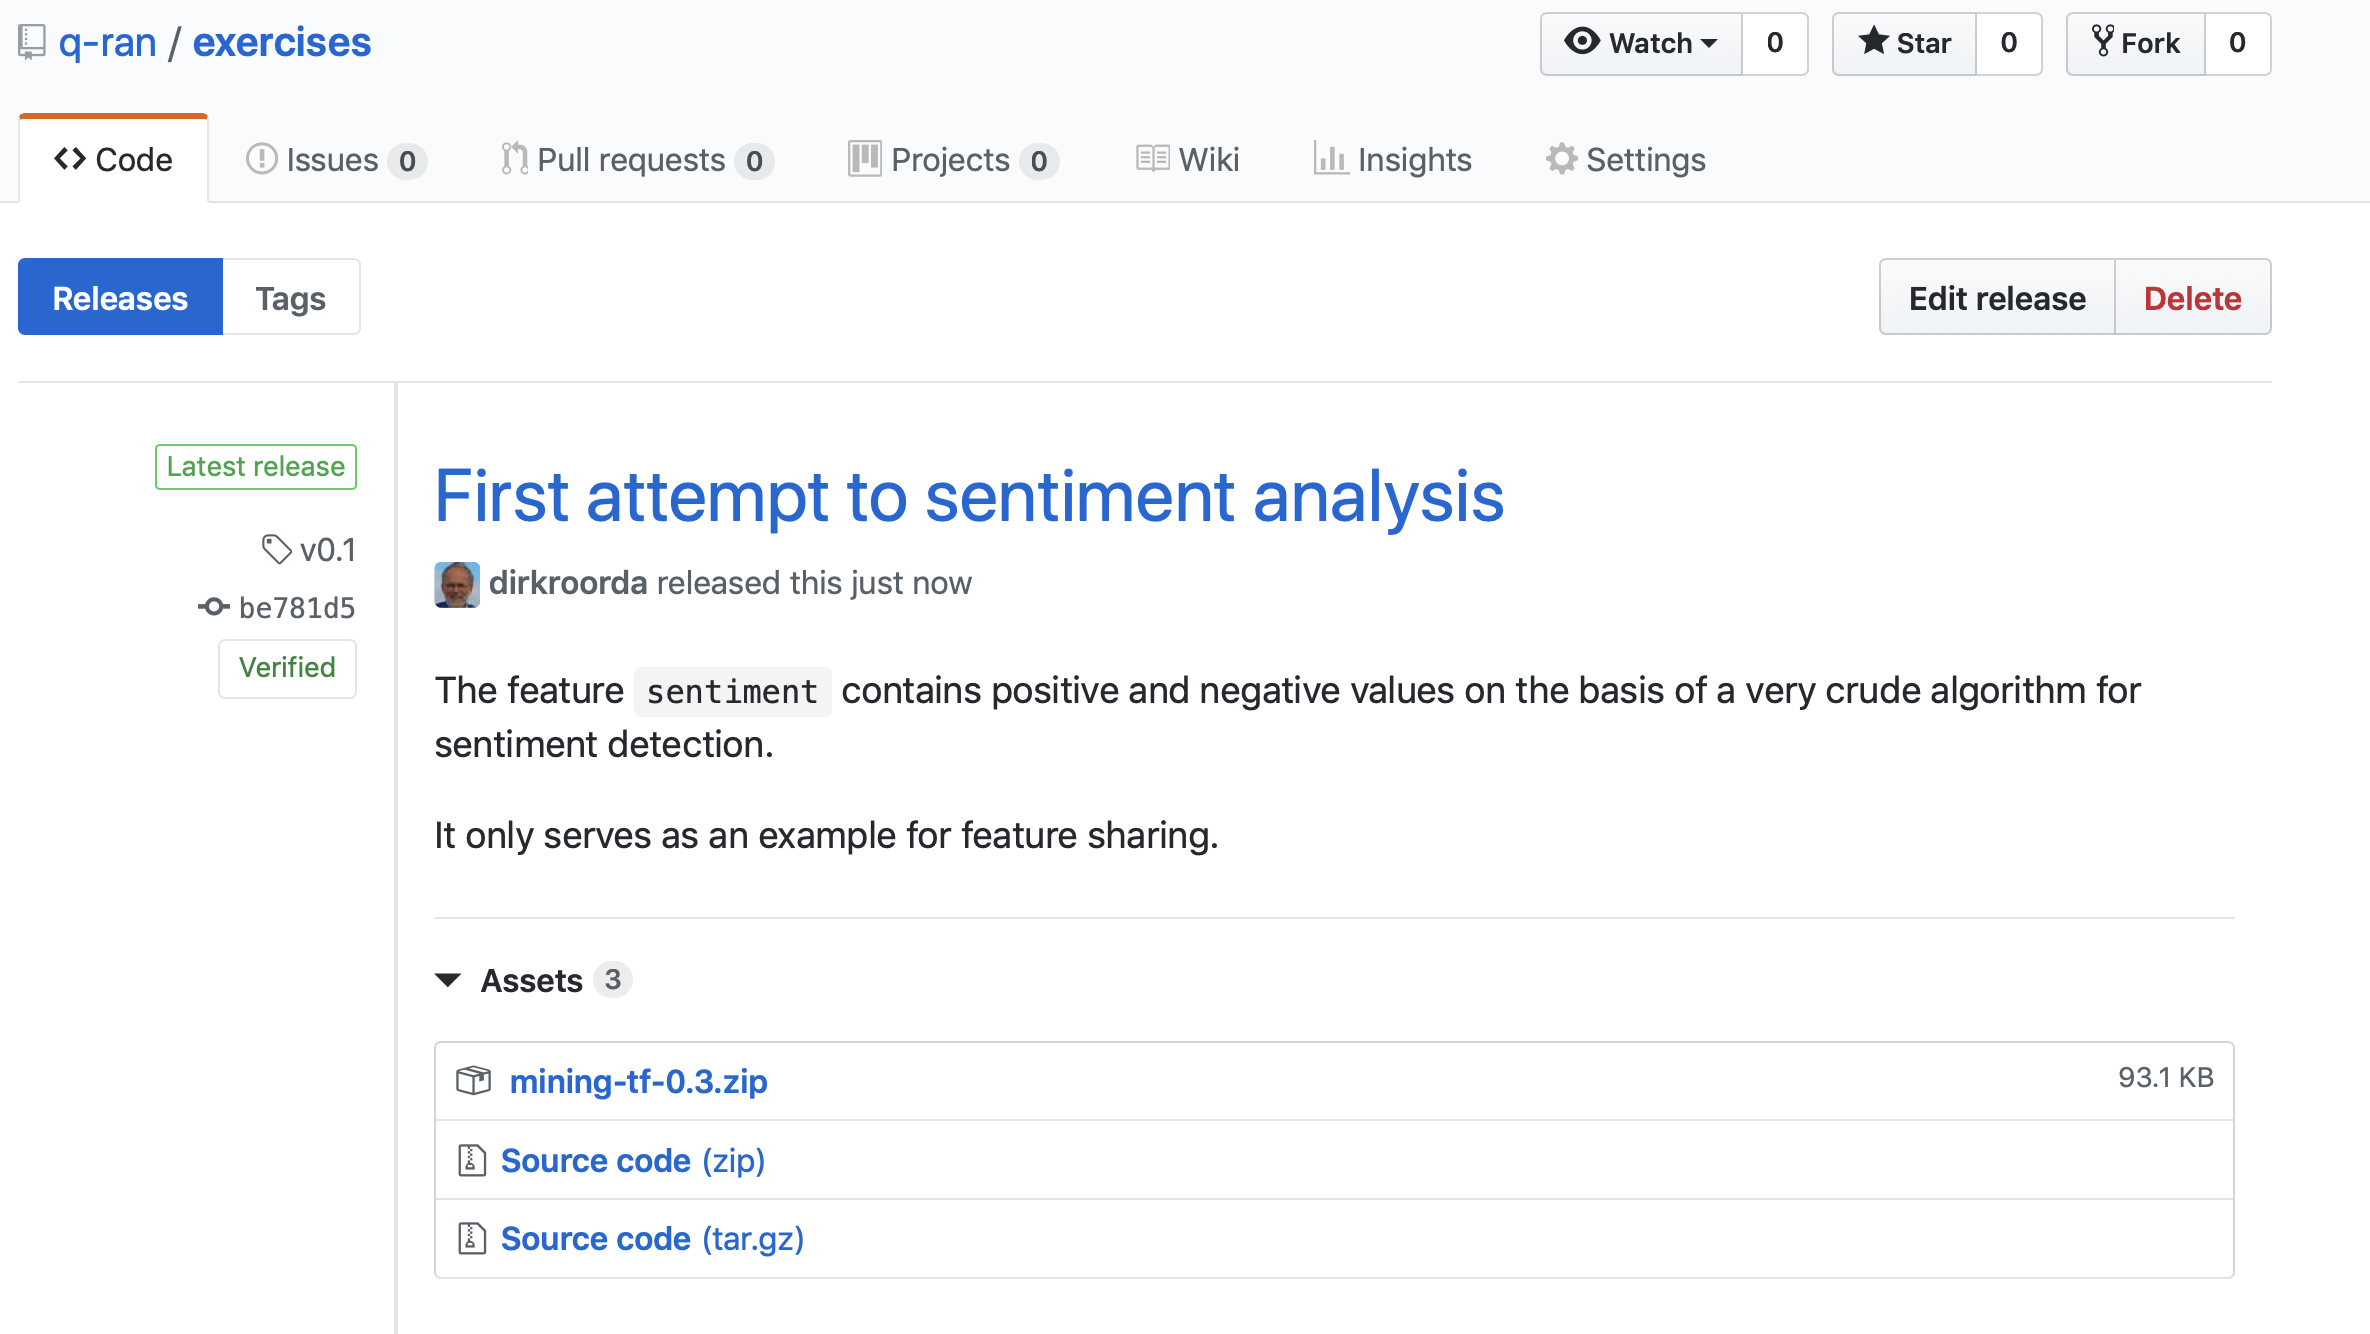 q-ran / exercises
Watch 0 Star 0 Fork 0
Code Issues 0 Pull requests 0 Projects 0 Wiki Insights Settings
Releases Tags Edit release Delete
Latest release
v0.1
be781d5
Verified
First attempt to sentiment analysis
dirkroorda released this just now
The feature sentiment contains positive and negative values on the basis of a very crude algorithm for
sentiment detection.
It only serves as an example for feature sharing.
Assets 3
mining-tf-0.3.zip 93.1 KB
Source code (zip)
Source code (tar.gz)